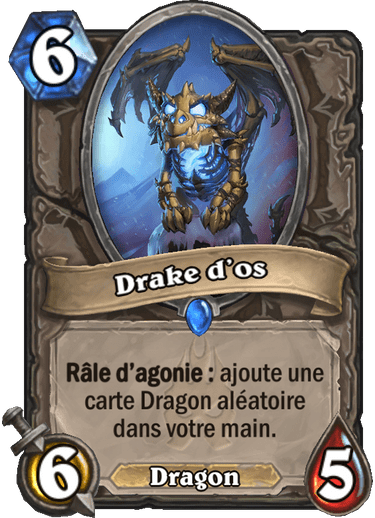 6
Drake d'os
Râle d'agonie : ajoute une
carte Dragon aléatoire
dans votre main.
6
Dragon
5